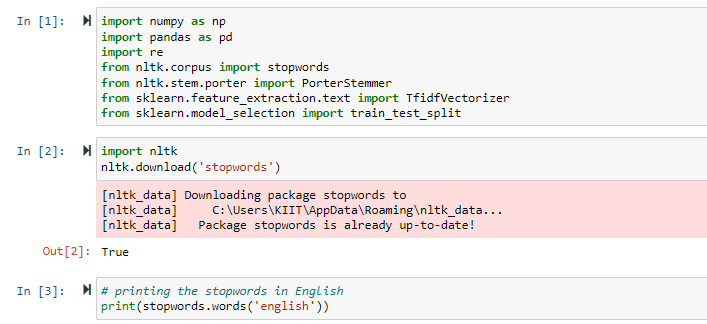 In [1]: import numpy as np
import pandas as pd
import re
from nltk.corpus import stopwords
from nltk.stem.porter import PorterStemmer
from sklearn.feature_extraction.text import TfidfVectorizer
from sklearn.model_selection import train_test_split
In [2]: import nltk
nltk.download('stopwords')
[nltk_data] Downloading package stopwords to
[nltk_data]     C:\Users\KIIT\AppData\Roaming\nltk_data...
[nltk_data]   Package stopwords is already up-to-date!
Out[2]: True
In [3]: # printing the stopwords in English
print(stopwords.words('english'))